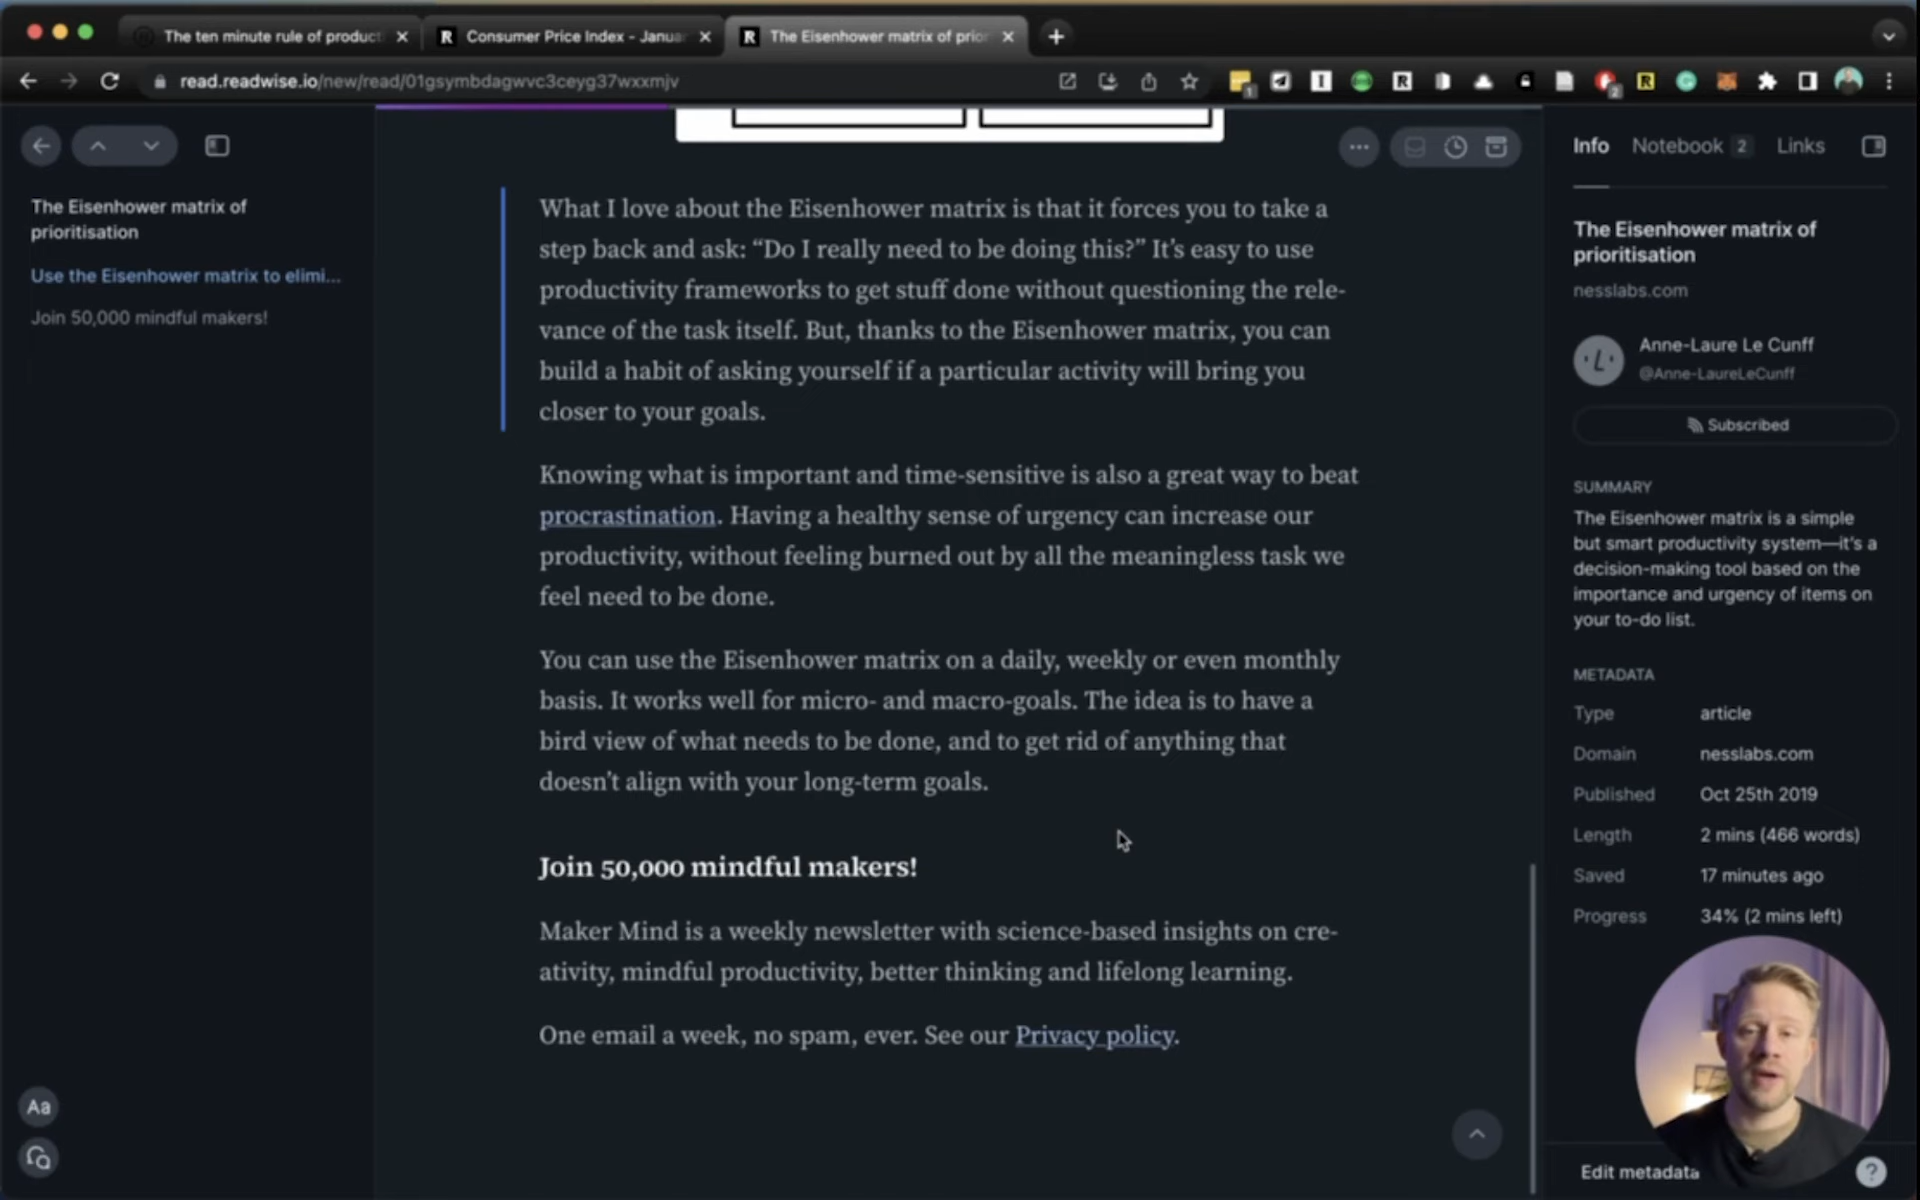 The ten minute rule of product
Consumer Price Index - Janua
The Eisenhower matrix of prior
read.readwise.io/new/read/01gsymbdagwvc3ceyg37wxxmjv
The Eisenhower matrix of
prioritisation
Use the Eisenhower matrix to elimi...
Join 50,000 mindful makers!
Aa
What I love about the Eisenhower matrix is that it forces you to take a
step back and ask: “Do I really need to be doing this?” It’s easy to use
productivity frameworks to get stuff done without questioning the rele-
vance of the task itself. But, thanks to the Eisenhower matrix, you can
build a habit of asking yourself if a particular activity will bring you
closer to your goals.
Knowing what is important and time-sensitive is also a great way to beat
procrastination. Having a healthy sense of urgency can increase our
productivity, without feeling burned out by all the meaningless task we
feel need to be done.
You can use the Eisenhower matrix on a daily, weekly or even monthly
basis. It works well for micro- and macro-goals. The idea is to have a
bird view of what needs to be done, and to get rid of anything that
doesn’t align with your long-term goals.
Join 50,000 mindful makers!
Maker Mind is a weekly newsletter with science-based insights on cre-
ativity, mindful productivity, better thinking and lifelong learning.
One email a week, no spam, ever. See our Privacy policy.
Info Notebook 2 Links
The Eisenhower matrix of
prioritisation
nesslabs.com
Anne-Laure Le Cunff
@Anne-LaureLeCunff
Subscribed
SUMMARY
The Eisenhower matrix is a simple
but smart productivity system—it’s a
decision-making tool based on the
importance and urgency of items on
your to-do list.
METADATA
Type article
Domain nesslabs.com
Published Oct 25th 2019
Length 2 mins (466 words)
Saved 17 minutes ago
Progress 34% (2 mins left)
Edit metadata
?